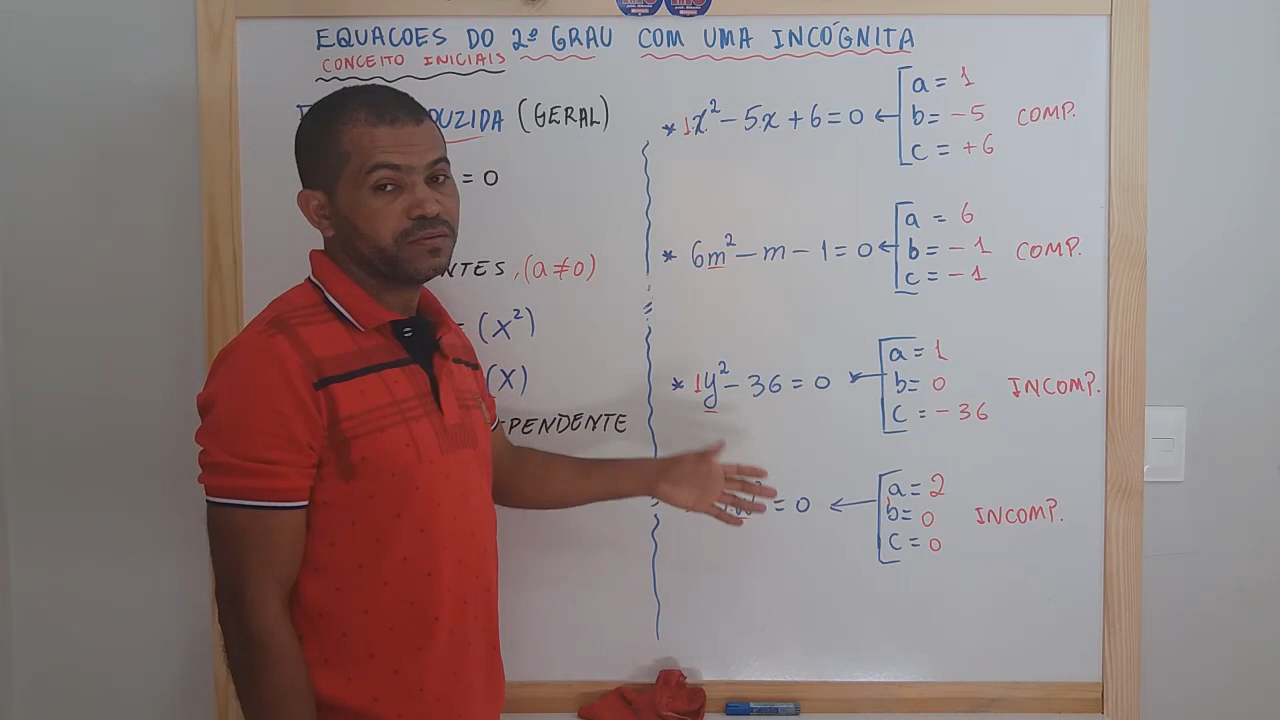 EQUACOES DO 2º GRAU COM UMA INCÓGNITA
CONCEITO INICIAIS
(GERAL)
= 0
, (a ≠ 0)
(x²)
(x)
* 1x² - 5x + 6 = 0
a = 1
b = -5
c = +6
COMP.
* 6m² - m - 1 = 0
a = 6
b = -1
c = -1
COMP.
* 1y² - 36 = 0
a = 1
b = 0
c = -36
INCOMP.
= 0
a = 2
b = 0
c = 0
INCOMP.